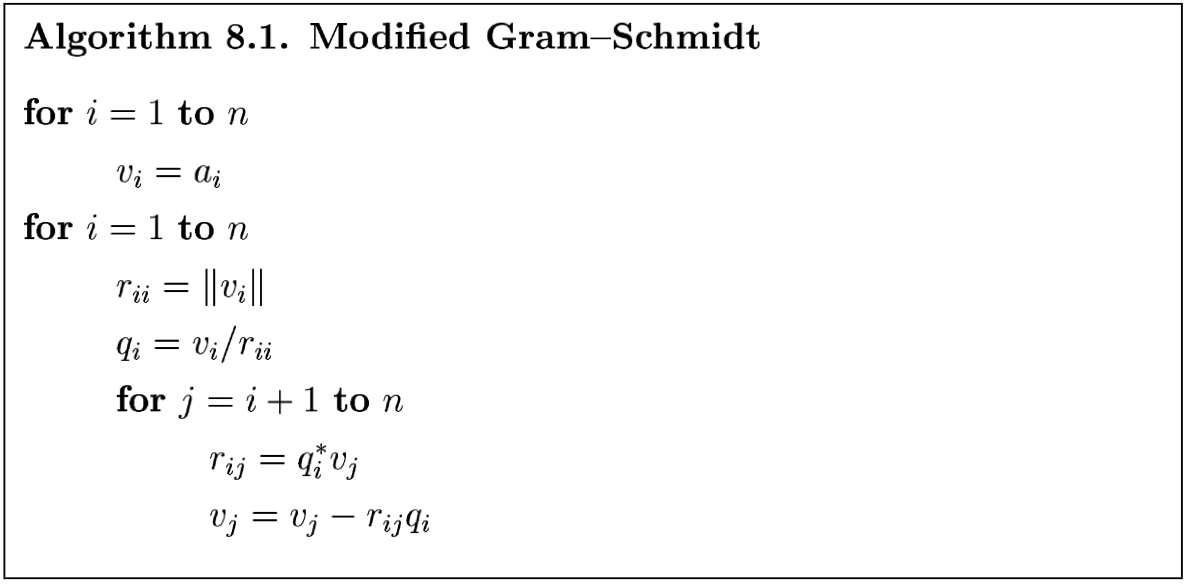 Algorithm 8.1. Modified Gram–Schmidt
for i = 1 to n
v_i = a_i
for i = 1 to n
r_{ii} = ‖v_i‖
q_i = v_i/r_{ii}
for j = i + 1 to n
r_{ij} = q_i^* v_j
v_j = v_j − r_{ij}q_i